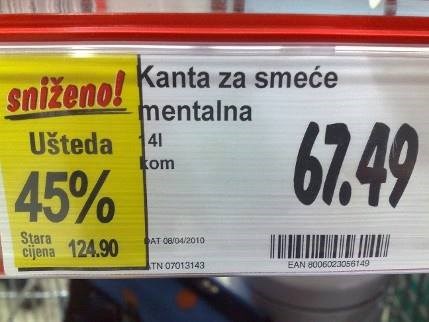 sniženo!
Ušteda
45%
Stara
cijena 124.90
Kanta za smeće
mentalna
14l
kom
67.49
DAT 08/04/2010
ATN 07013143
EAN 8006023056149